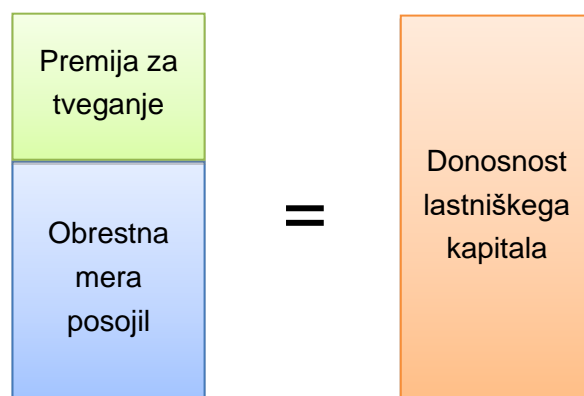 Premija za
tveganje
Obrestna
mera
posojil
=
Donosnost
lastniškega
kapitala